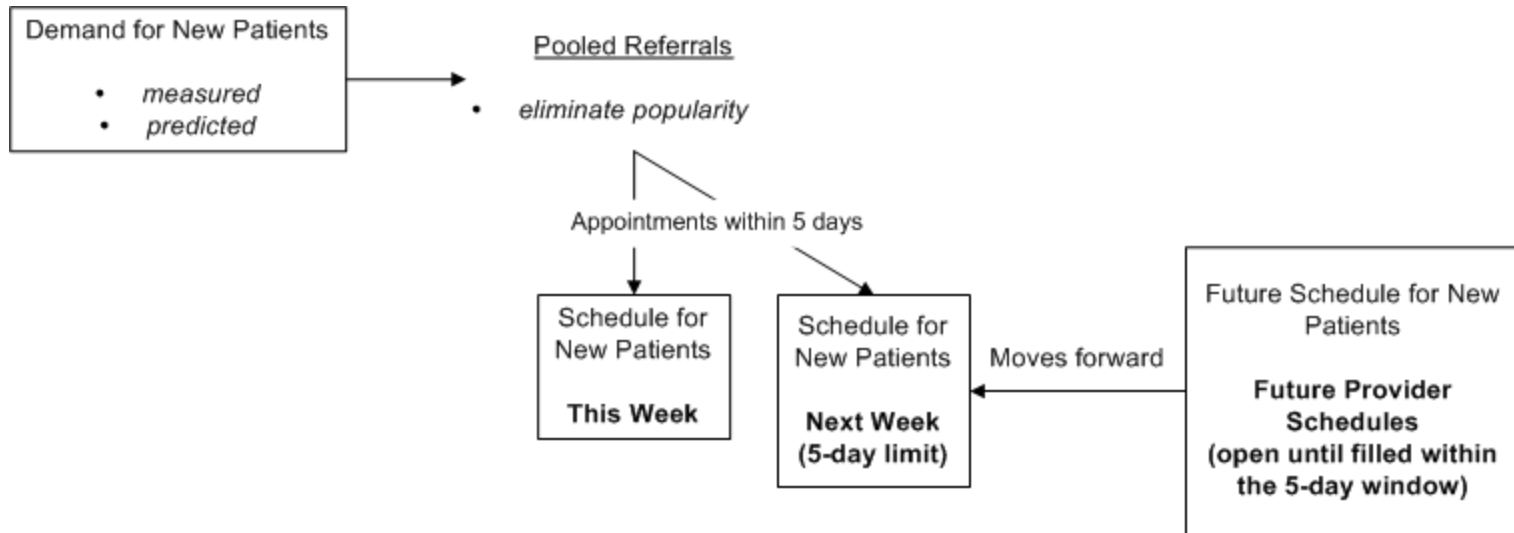 Demand for New Patients
• measured
• predicted
Pooled Referrals
• eliminate popularity
Appointments within 5 days
Schedule for
New Patients
This Week
Schedule for
New Patients
Next Week
(5-day limit)
Moves forward
Future Schedule for New
Patients
Future Provider
Schedules
(open until filled within
the 5-day window)